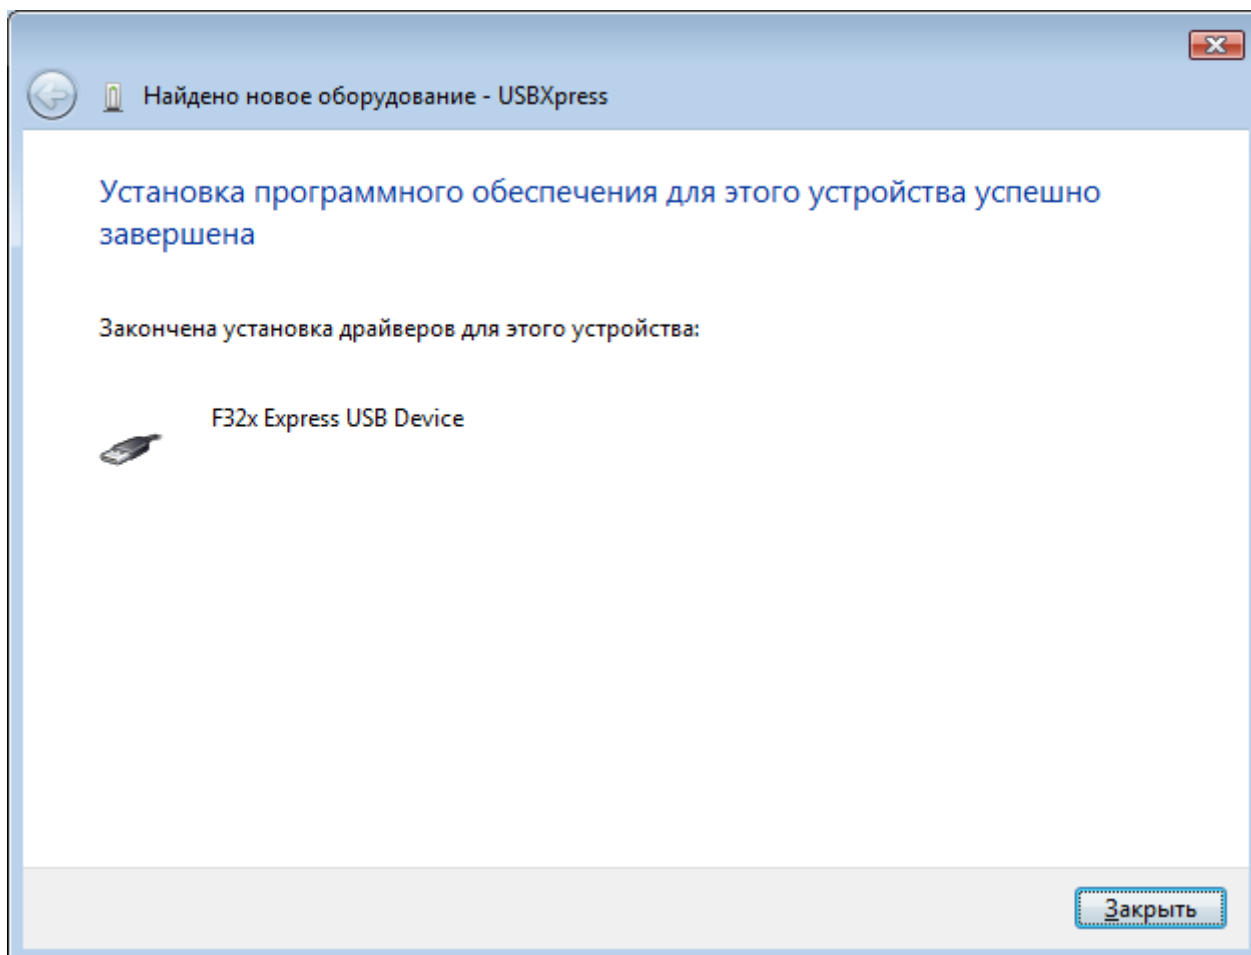 Найдено новое оборудование - USBXpress
Установка программного обеспечения для этого устройства успешно
завершена
Закончена установка драйверов для этого устройства:
F32x Express USB Device
Закрыть